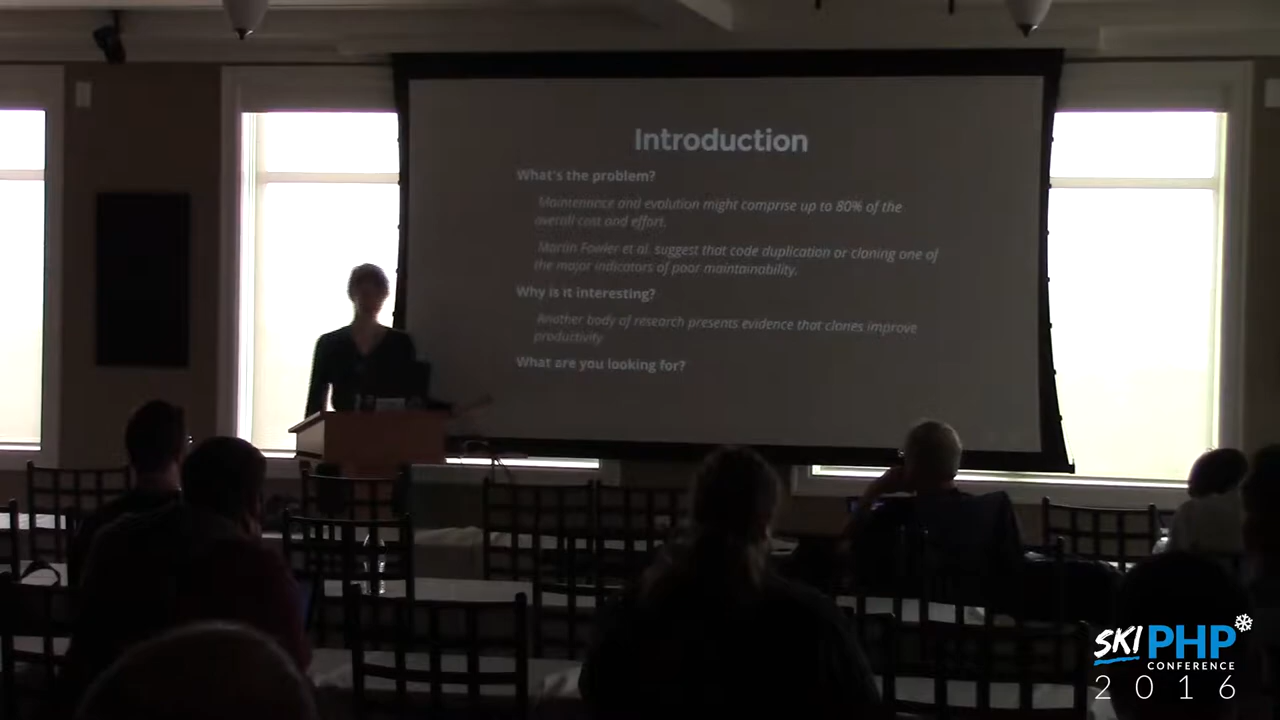 Introduction
What's the problem?
Maintenance and evolution might comprise up to 80% of the
overall cost and effort.
Martin Fowler et al. suggest that code duplication or cloning one of
the major indicators of poor maintainability.
Why is it interesting?
Another body of research presents evidence that clones improve
productivity
What are you looking for?
SKI PHP
CONFERENCE
2016